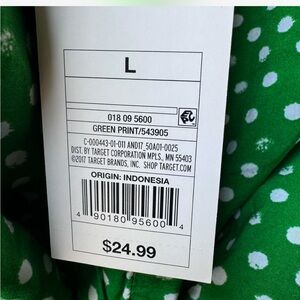 L
018 09 5600
GREEN PRINT/543905
C-000443-01-011 ANDI17_50A01-0025
DIST. BY TARGET CORPORATION MPLS., MN 55403
©2017 TARGET BRANDS, INC. SHOP TARGET.COM
ORIGIN: INDONESIA
4 90180 95600 4
$24.99